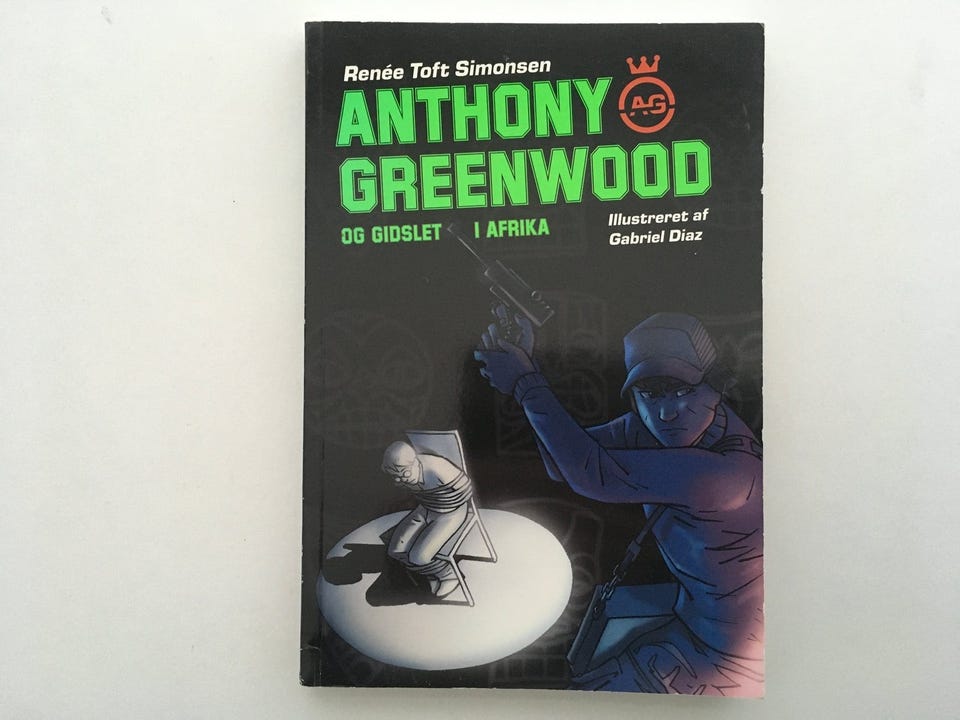 Renée Toft Simonsen
ANTHONY
AG
GREENWOOD
OG GIDSLET I AFRIKA
Illustreret af
Gabriel Diaz